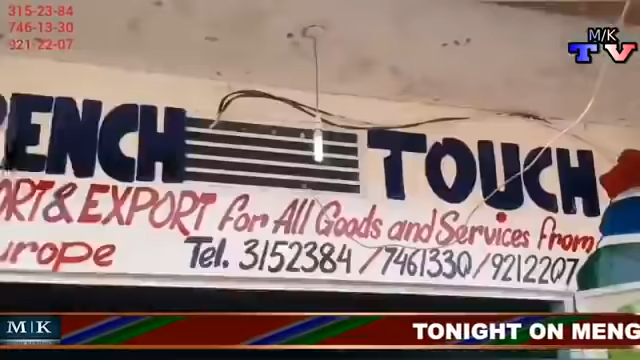 315-23-84
746-13-30
921-22-07
M/K
TV
RENCH TOUCH
ORT & EXPORT for All Goods and Services from
urope Tel. 3152384 / 7461330 / 9212207
M|K
TONIGHT ON MENG